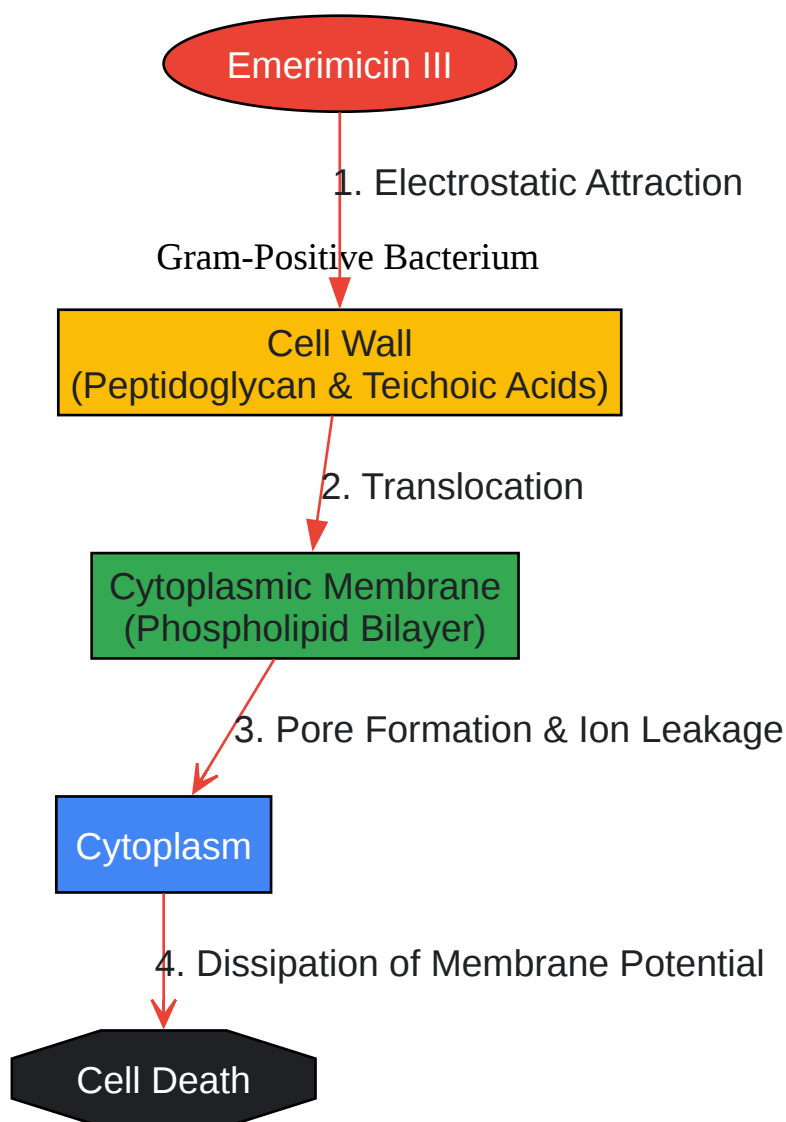 Emerimicin III
1. Electrostatic Attraction
Gram-Positive Bacterium
Cell Wall
(Peptidoglycan & Teichoic Acids)
2. Translocation
Cytoplasmic Membrane
(Phospholipid Bilayer)
3. Pore Formation & Ion Leakage
Cytoplasm
4. Dissipation of Membrane Potential
Cell Death